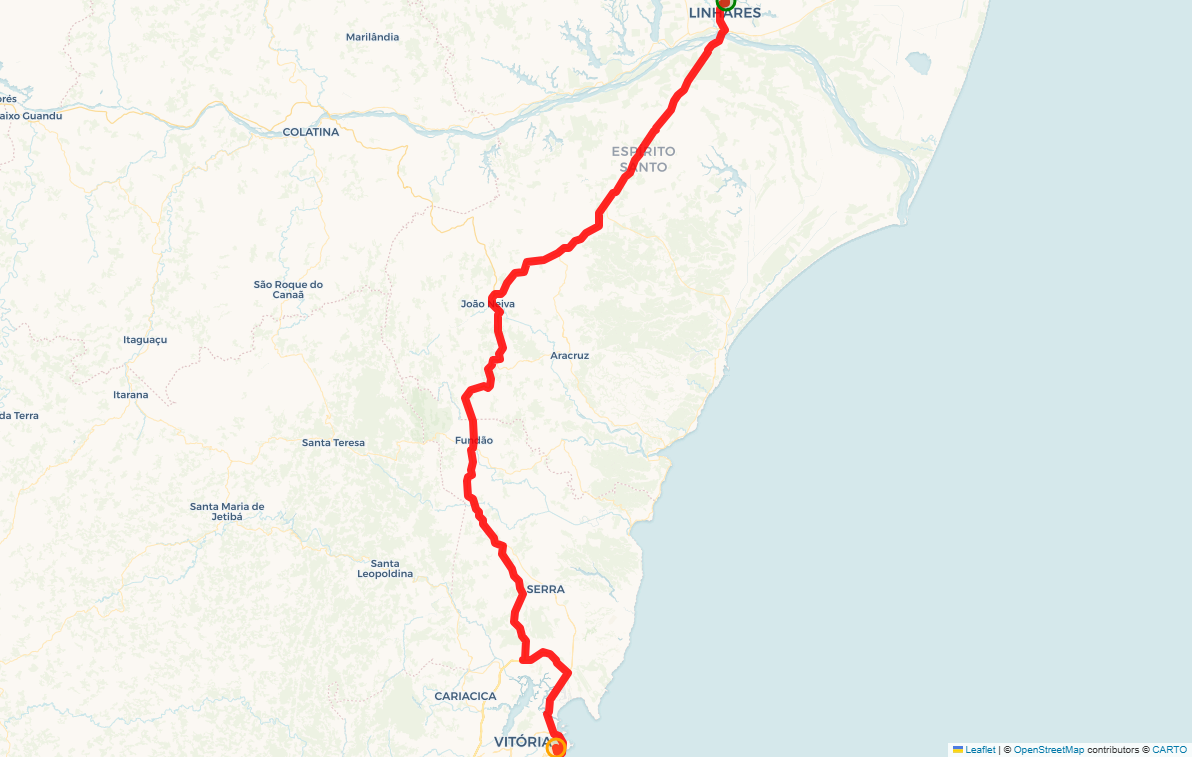 LINHARES
Marilândia
orés
aixo Guandu
COLATINA
ESPÍRITO
SANTO
São Roque do
Canaã
João Neiva
Itaguaçu
Aracruz
Itarana
da Terra
Fundão
Santa Teresa
Santa Maria de
Jetibá
Santa
Leopoldina
SERRA
CARIACICA
VITÓRIA
Leaflet | © OpenStreetMap contributors © CARTO